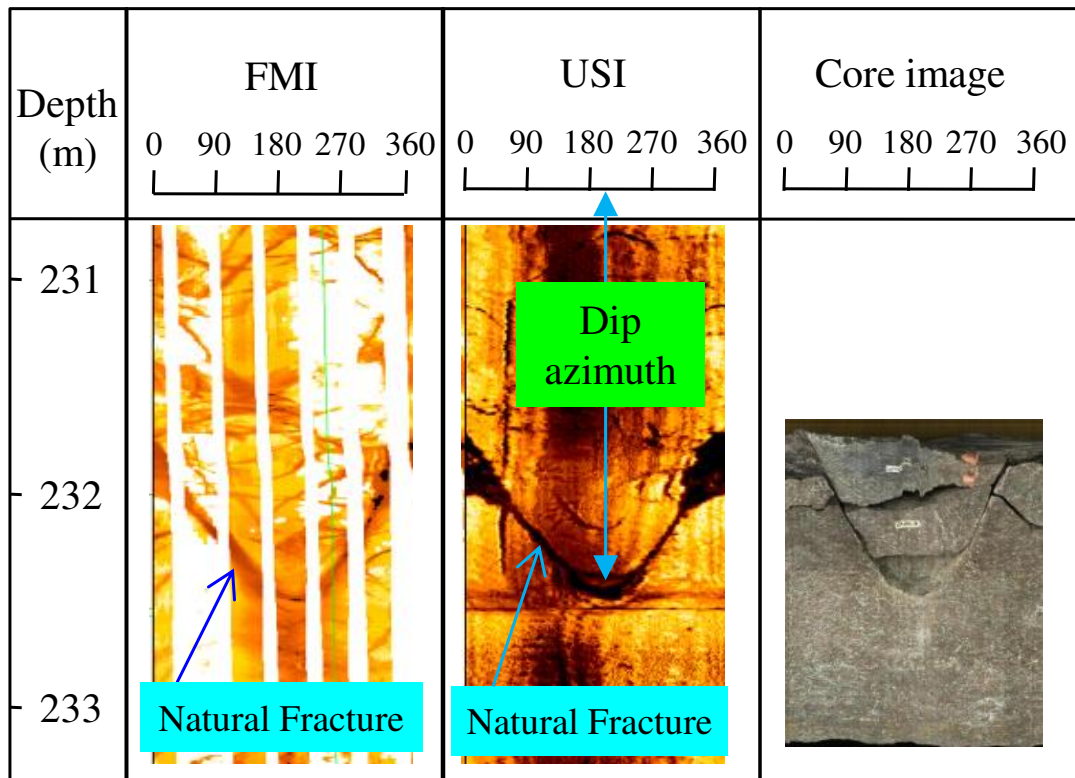 Depth
(m)
FMI
0 90 180 270 360
USI
0 90 180 270 360
Core image
0 90 180 270 360
231
232
233
Dip
azimuth
Natural Fracture
Natural Fracture